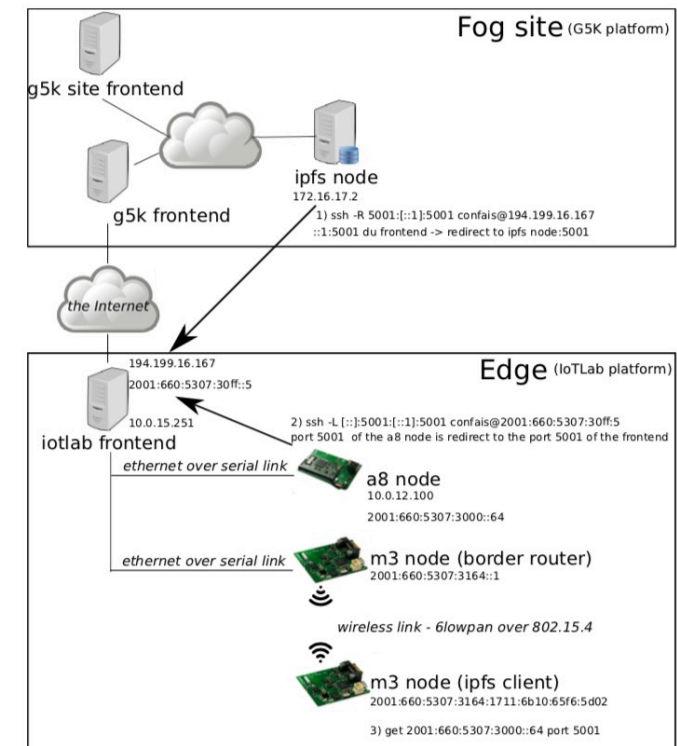 Fog site (G5K platform)
g5k site frontend
ipfs node
172.16.17.2
g5k frontend
1) ssh -R 5001:[::1]:5001 confais@194.199.16.167
::1:5001 du frontend -> redirect to ipfs node:5001
the Internet
Edge (IoTLab platform)
194.199.16.167
2001:660:5307:30ff::5
10.0.15.251
iotlab frontend
2) ssh -L [::]:5001:[::1]:5001 confais@2001:660:5307:30ff:5
port 5001 of the a8 node is redirect to the port 5001 of the frontend
ethernet over serial link
a8 node
10.0.12.100
2001:660:5307:3000::64
ethernet over serial link
m3 node (border router)
2001:660:5307:3164::1
wireless link - 6lowpan over 802.15.4
m3 node (ipfs client)
2001:660:5307:3164:1711:6b10:65f6:5d02
3) get 2001:660:5307:3000::64 port 5001